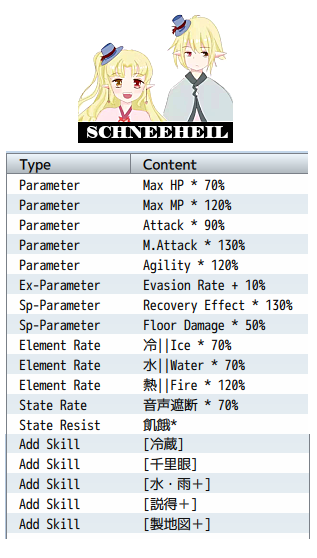 SCHNEEHEIL
Type Content
Parameter Max HP * 70%
Parameter Max MP * 120%
Parameter Attack * 90%
Parameter M.Attack * 130%
Parameter Agility * 120%
Ex-Parameter Evasion Rate + 10%
Sp-Parameter Recovery Effect * 130%
Sp-Parameter Floor Damage * 50%
Element Rate 冷||Ice * 70%
Element Rate 水||Water * 70%
Element Rate 熱||Fire * 120%
State Rate 音声遮断 * 70%
State Resist 飢餓*
Add Skill [冷蔵]
Add Skill [千里眼]
Add Skill [水・雨＋]
Add Skill [説得＋]
Add Skill [製地図＋]